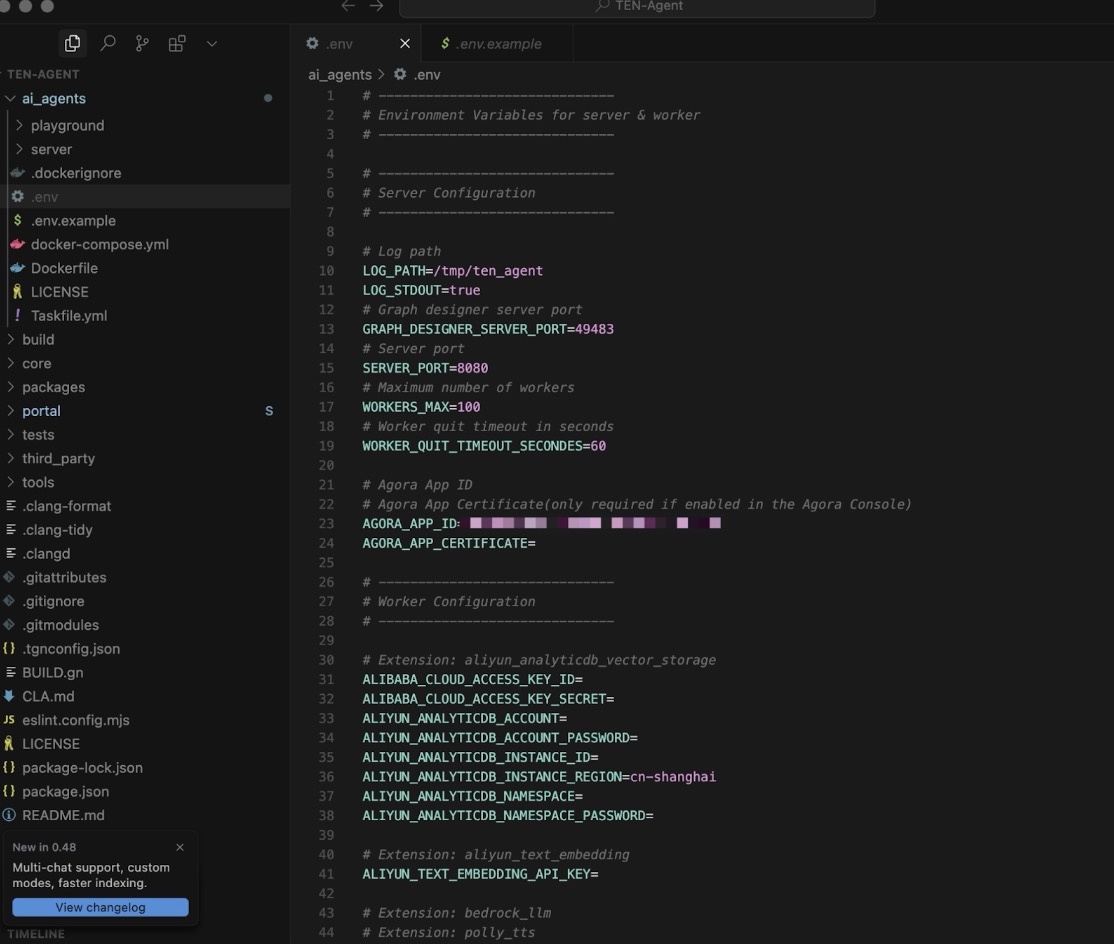 TEN-Agent
.env
$ .env.example
TEN-AGENT
ai_agents
playground
server
.dockerignore
.env
$ .env.example
docker-compose.yml
Dockerfile
LICENSE
! Taskfile.yml
build
core
packages
portal S
tests
third_party
tools
.clang-format
.clang-tidy
.clangd
.gitattributes
.gitignore
.gitmodules
{} .tgnconfig.json
BUILD.gn
CLA.md
JS eslint.config.mjs
LICENSE
{} package-lock.json
{} package.json
README.md
New in 0.48
Multi-chat support, custom
modes, faster indexing.
View changelog
TIMELINE
ai_agents > .env
1 # ------------------------------
2 # Environment Variables for server & worker
3 # ------------------------------
4
5 # ------------------------------
6 # Server Configuration
7 # ------------------------------
8
9 # Log path
10 LOG_PATH=/tmp/ten_agent
11 LOG_STDOUT=true
12 # Graph designer server port
13 GRAPH_DESIGNER_SERVER_PORT=49483
14 # Server port
15 SERVER_PORT=8080
16 # Maximum number of workers
17 WORKERS_MAX=100
18 # Worker quit timeout in seconds
19 WORKER_QUIT_TIMEOUT_SECONDES=60
20
21 # Agora App ID
22 # Agora App Certificate(only required if enabled in the Agora Console)
23 AGORA_APP_ID
24 AGORA_APP_CERTIFICATE=
25
26 # ------------------------------
27 # Worker Configuration
28 # ------------------------------
29
30 # Extension: aliyun_analyticdb_vector_storage
31 ALIBABA_CLOUD_ACCESS_KEY_ID=
32 ALIBABA_CLOUD_ACCESS_KEY_SECRET=
33 ALIYUN_ANALYTICDB_ACCOUNT=
34 ALIYUN_ANALYTICDB_ACCOUNT_PASSWORD=
35 ALIYUN_ANALYTICDB_INSTANCE_ID=
36 ALIYUN_ANALYTICDB_INSTANCE_REGION=cn-shanghai
37 ALIYUN_ANALYTICDB_NAMESPACE=
38 ALIYUN_ANALYTICDB_NAMESPACE_PASSWORD=
39
40 # Extension: aliyun_text_embedding
41 ALIYUN_TEXT_EMBEDDING_API_KEY=
42
43 # Extension: bedrock_llm
44 # Extension: polly_tts